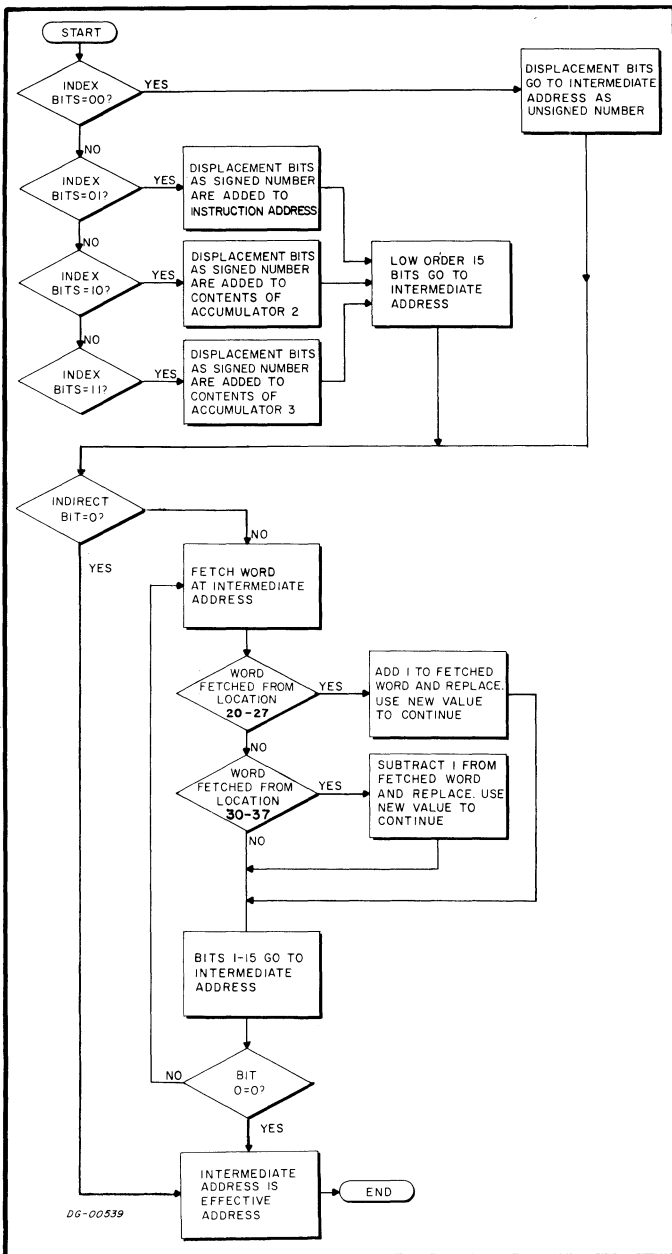 START
INDEX
BITS=00?
YES
DISPLACEMENT BITS
GO TO INTERMEDIATE
ADDRESS AS
UNSIGNED NUMBER
NO
INDEX
BITS=01?
YES
DISPLACEMENT BITS
AS SIGNED NUMBER
ARE ADDED TO
INSTRUCTION ADDRESS
NO
INDEX
BITS=10?
YES
DISPLACEMENT BITS
AS SIGNED NUMBER
ARE ADDED TO
CONTENTS OF
ACCUMULATOR 2
LOW ORDER 15
BITS GO TO
INTERMEDIATE
ADDRESS
NO
INDEX
BITS=11?
YES
DISPLACEMENT BITS
AS SIGNED NUMBER
ARE ADDED TO
CONTENTS OF
ACCUMULATOR 3
INDIRECT
BIT=0?
NO
YES
FETCH WORD
AT INTERMEDIATE
ADDRESS
WORD
FETCHED FROM
LOCATION
20-27
YES
ADD 1 TO FETCHED
WORD AND REPLACE.
USE NEW VALUE
TO CONTINUE
NO
WORD
FETCHED FROM
LOCATION
30-37
YES
SUBTRACT 1 FROM
FETCHED WORD
AND REPLACE. USE
NEW VALUE TO
CONTINUE
NO
BITS 1-15 GO TO
INTERMEDIATE
ADDRESS
NO
BIT
0=0?
YES
INTERMEDIATE
ADDRESS IS
EFFECTIVE
ADDRESS
END
DG-00539